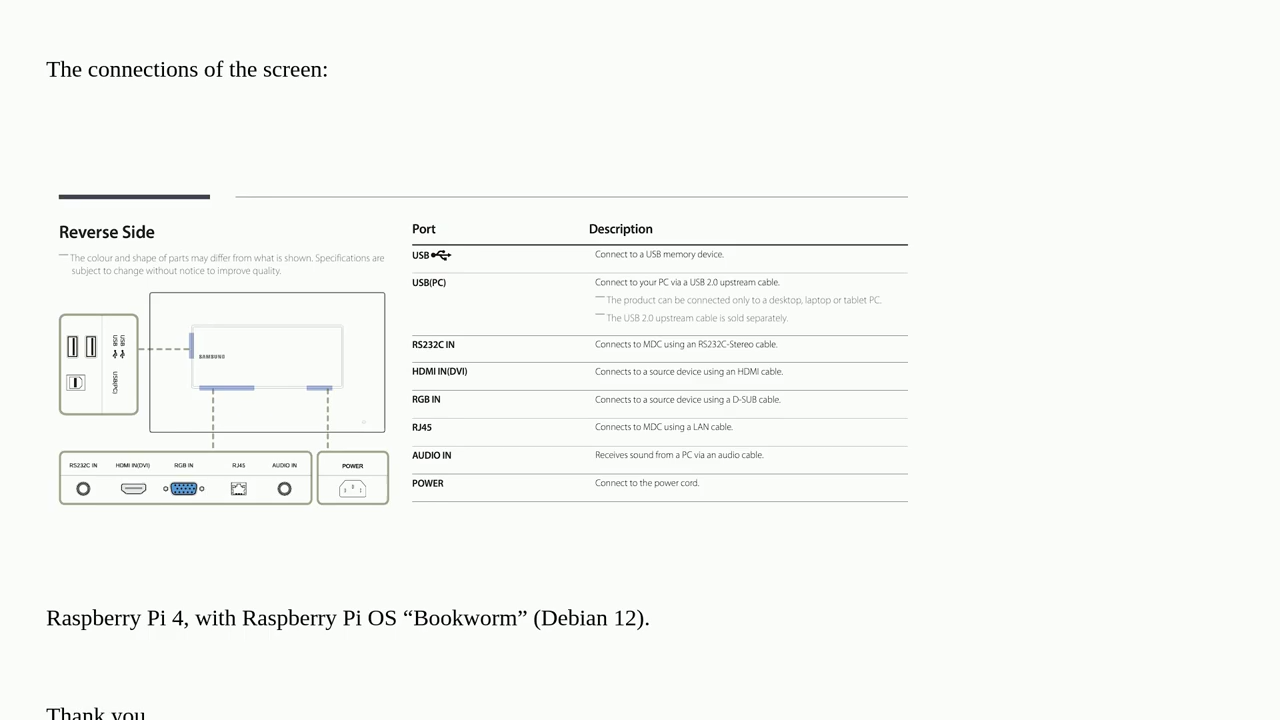 The connections of the screen:
Reverse Side
— The colour and shape of parts may differ from what is shown. Specifications are
subject to change without notice to improve quality.
USB
USB
USB(PC)
SAMSUNG
RS232C IN HDMI IN(DVI) RGB IN RJ45 AUDIO IN
POWER
Port Description
USB Connect to a USB memory device.
USB(PC) Connect to your PC via a USB 2.0 upstream cable.
— The product can be connected only to a desktop, laptop or tablet PC.
— The USB 2.0 upstream cable is sold separately.
RS232C IN Connects to MDC using an RS232C-Stereo cable.
HDMI IN(DVI) Connects to a source device using an HDMI cable.
RGB IN Connects to a source device using a D-SUB cable.
RJ45 Connects to MDC using a LAN cable.
AUDIO IN Receives sound from a PC via an audio cable.
POWER Connect to the power cord.
Raspberry Pi 4, with Raspberry Pi OS “Bookworm” (Debian 12).
Thank you